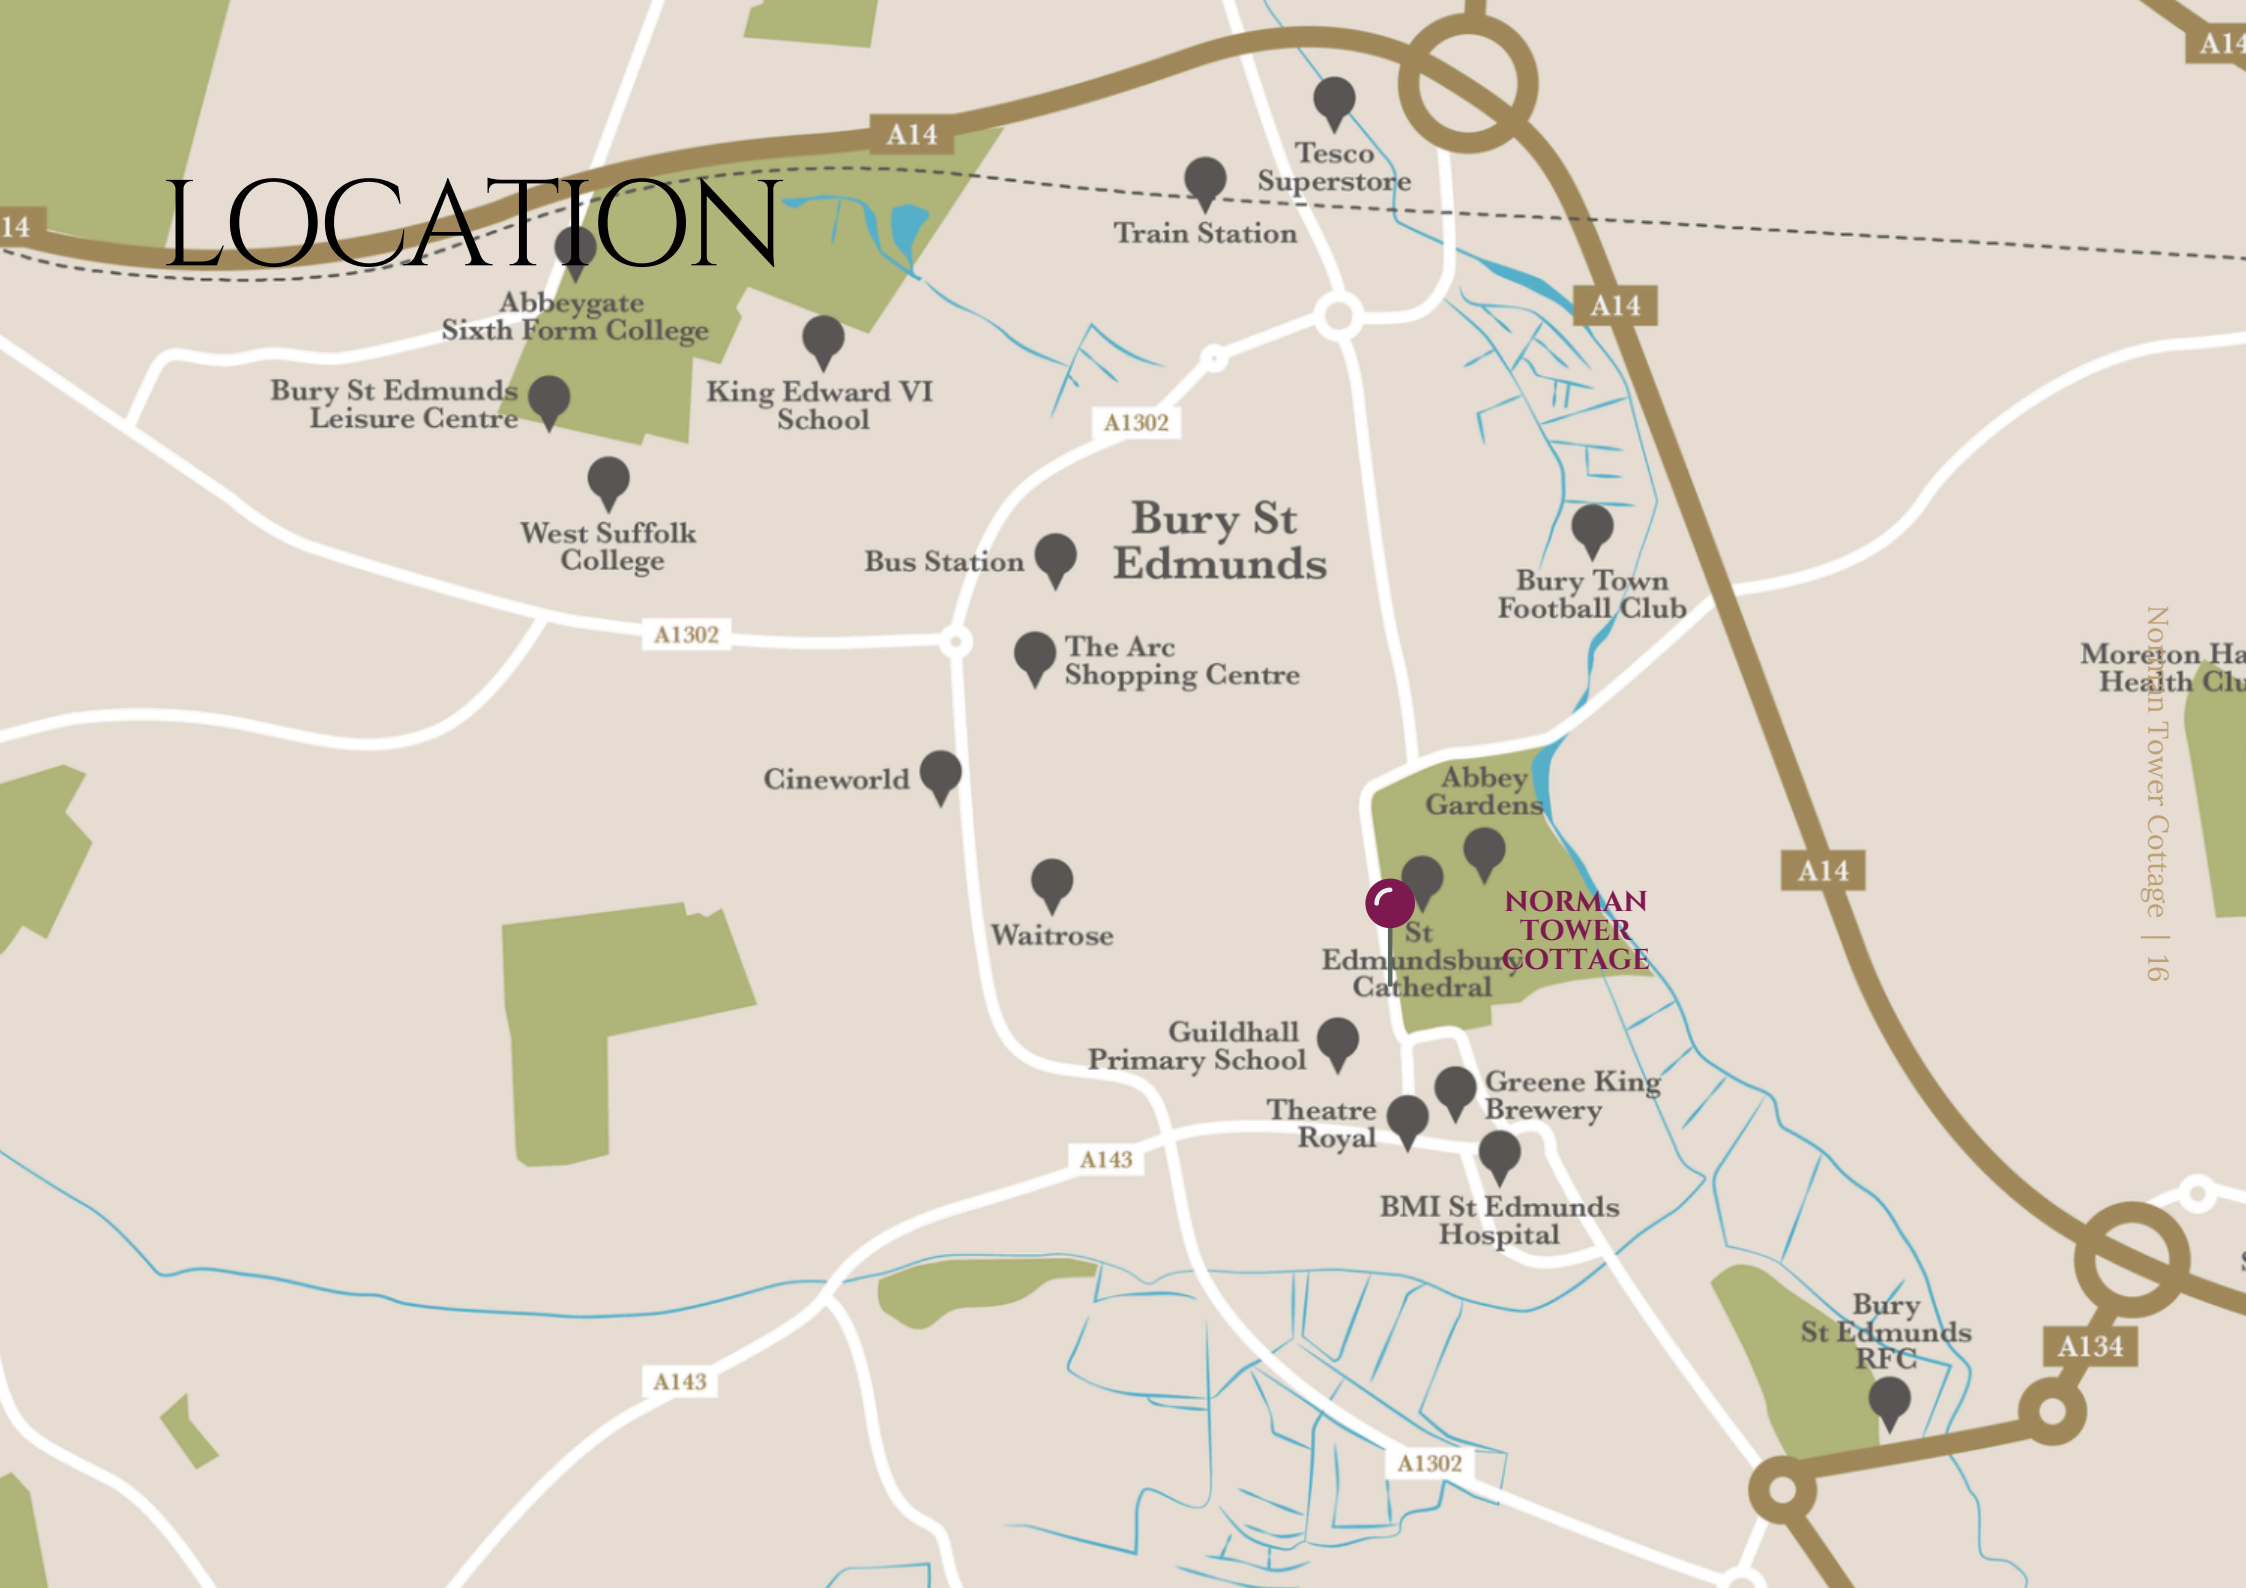 A14
A14
Tesco
Superstore
LOCATION
Train Station
14
Abbeygate
Sixth Form College
A14
Bury St Edmunds
Leisure Centre
King Edward VI
School
A1302
West Suffolk
College
Bury St
Edmunds
Bus Station
Bury Town
Football Club
A1302
The Arc
Shopping Centre
Moreton Ha
Health Clu
Cineworld
Abbey
Gardens
A14
Norman Tower Cottage | 16
Waitrose
St
Edmundsbury
Cathedral
NORMAN
TOWER
COTTAGE
Guildhall
Primary School
Greene King
Brewery
Theatre
Royal
A143
BMI St Edmunds
Hospital
Bury
St Edmunds
RFC
A134
A143
A1302